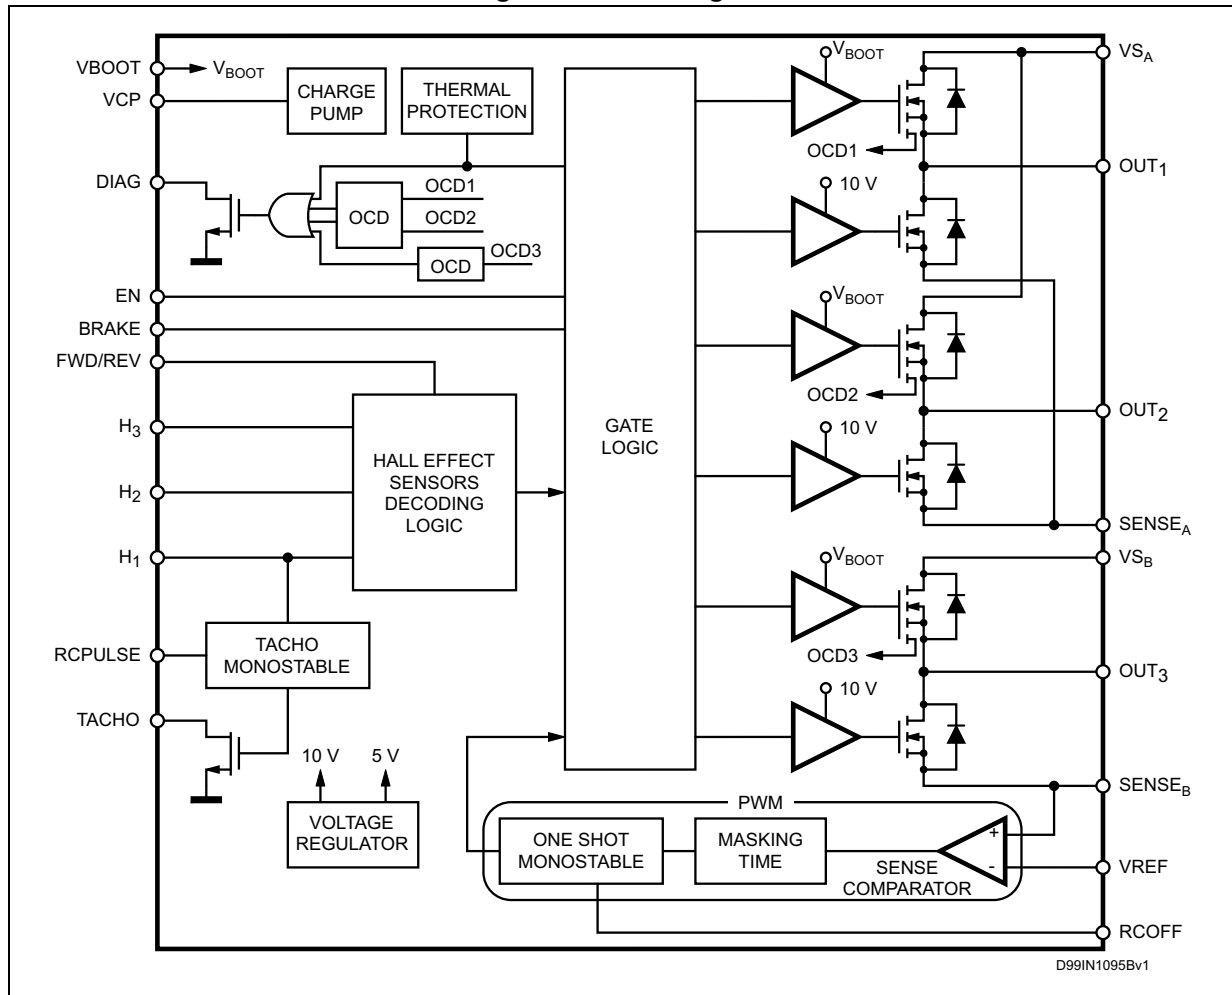 VBOOT
VBOOT
VCP
CHARGE
PUMP
THERMAL
PROTECTION
DIAG
OCD
OCD1
OCD2
OCD
OCD3
EN
BRAKE
FWD/REV
H3
H2
H1
HALL EFFECT
SENSORS
DECODING
LOGIC
RCPULSE
TACHO
MONOSTABLE
TACHO
10 V
5 V
VOLTAGE
REGULATOR
GATE
LOGIC
VBOOT
OCD1
10 V
VBOOT
OCD2
10 V
VBOOT
OCD3
10 V
VSA
OUT1
OUT2
SENSEA
VSB
OUT3
SENSEB
PWM
ONE SHOT
MONOSTABLE
MASKING
TIME
+
-
SENSE
COMPARATOR
VREF
RCOFF
D99IN1095Bv1